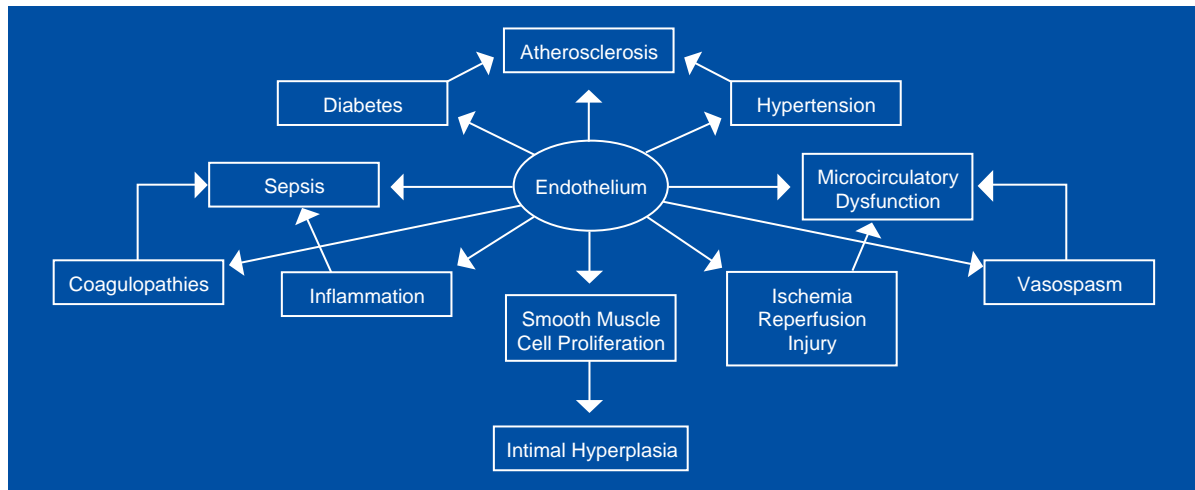 Atherosclerosis
Diabetes
Hypertension
Sepsis
Endothelium
Microcirculatory
Dysfunction
Coagulopathies
Inflammation
Smooth Muscle
Cell Proliferation
Ischemia
Reperfusion
Injury
Vasospasm
Intimal Hyperplasia